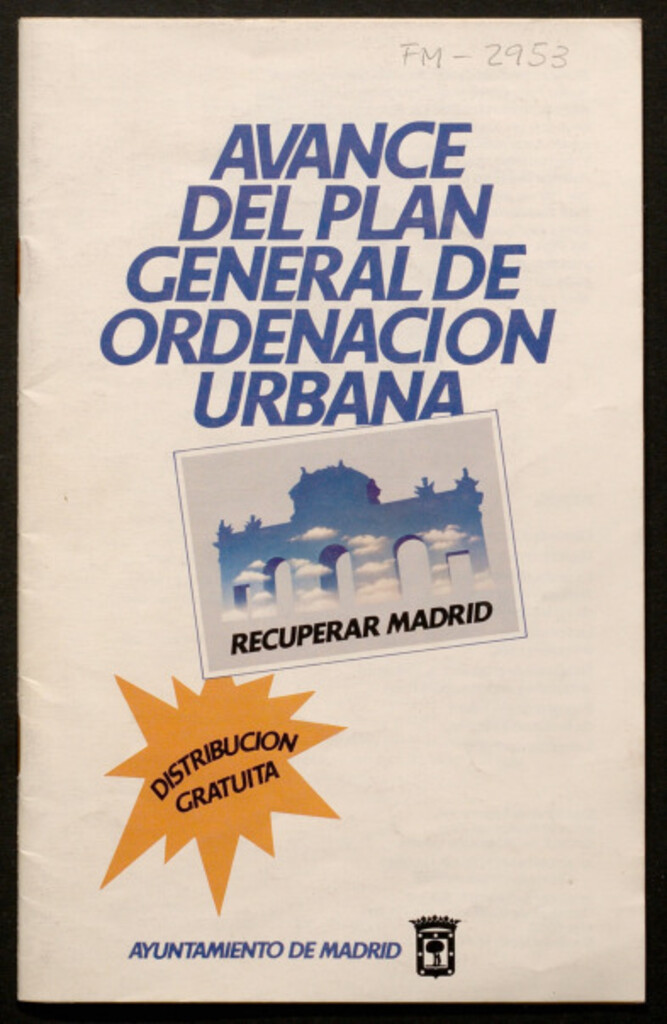 FM - 2953
AVANCE
DEL PLAN
GENERAL DE
ORDENACION
URBANA
RECUPERAR MADRID
DISTRIBUCION
GRATUITA
AYUNTAMIENTO DE MADRID